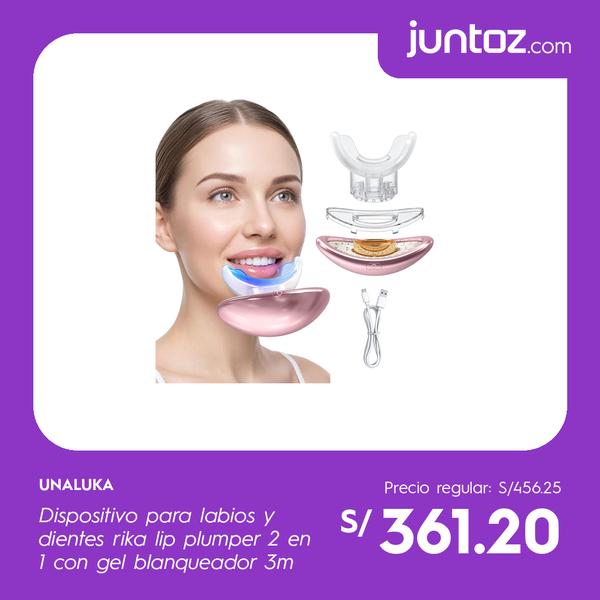 juntoz.com
UNALUKA
Dispositivo para labios y
dientes rika lip plumper 2 en
1 con gel blanqueador 3m
Precio regular: S/456.25
S/ 361.20